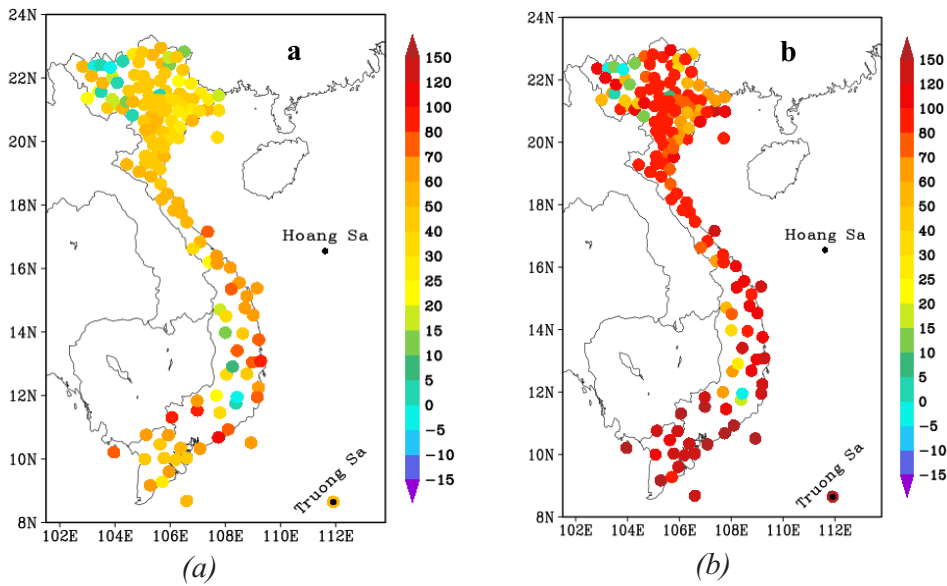 24N
22N
20N
18N
16N
14N
12N
10N
8N
102E 104E 106E 108E 110E 112E
a
Hoang Sa
Truong Sa
150
120
100
80
70
60
50
40
30
20
15
10
5
0
-5
-10
-15
(a)
24N
22N
20N
18N
16N
14N
12N
10N
8N
102E 104E 106E 108E 110E 112E
b
Hoang Sa
Truong Sa
150
120
100
80
70
60
50
40
30
20
15
10
5
0
-5
-10
-15
(b)